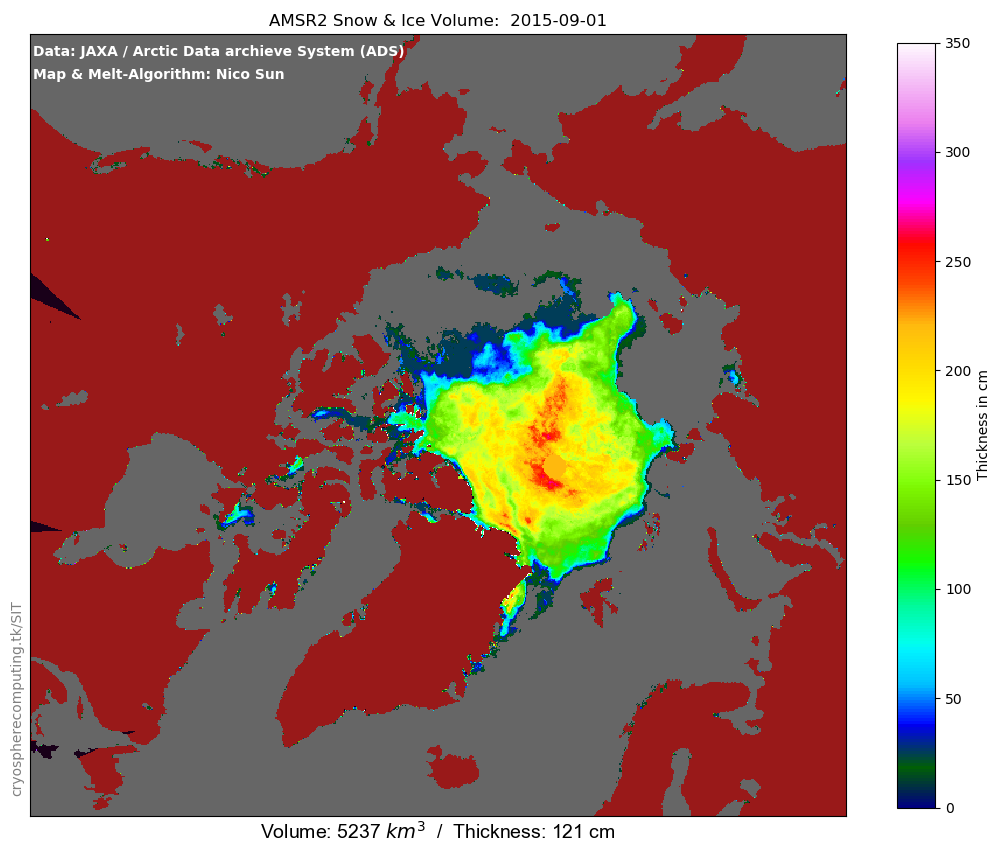 AMSR2 Snow & Ice Volume:  2015-09-01
Data: JAXA / Arctic Data archieve System (ADS)
Map & Melt-Algorithm: Nico Sun
350
300
250
200
150
100
50
0
Thickness in cm
cryospherecomputing.tk/SIT
Volume: 5237 km³  /  Thickness: 121 cm